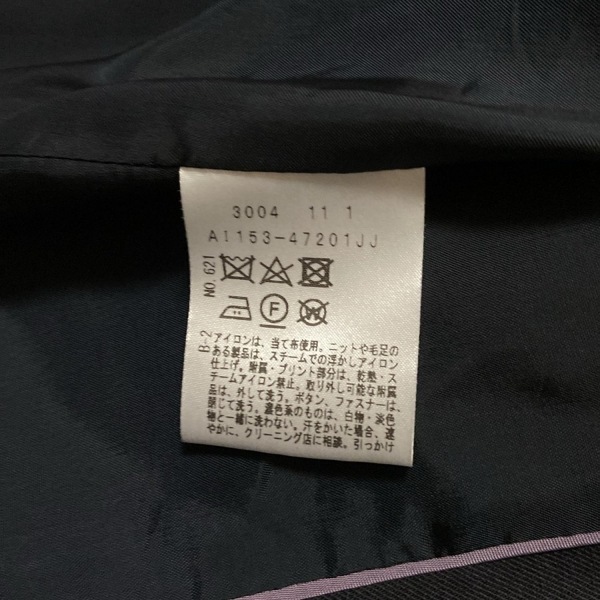 3004 11 1
A1153-47201JJ
NO.621
F
W
B-2
アイロンは、当て布使用。ニットや毛足の
ある製品は、スチームでの浮かしアイロン
仕上げ。附属・プリント部分は、乾熱・ス
チームアイロン禁止。取り外し可能な附属
品は、外して洗う。ボタン、ファスナーは、
閉じて洗う。濃色系のものは、白物・淡色
物と一緒に洗わない。汗をかいた場合、速
やかに、クリーニング店に相談。引っかけ